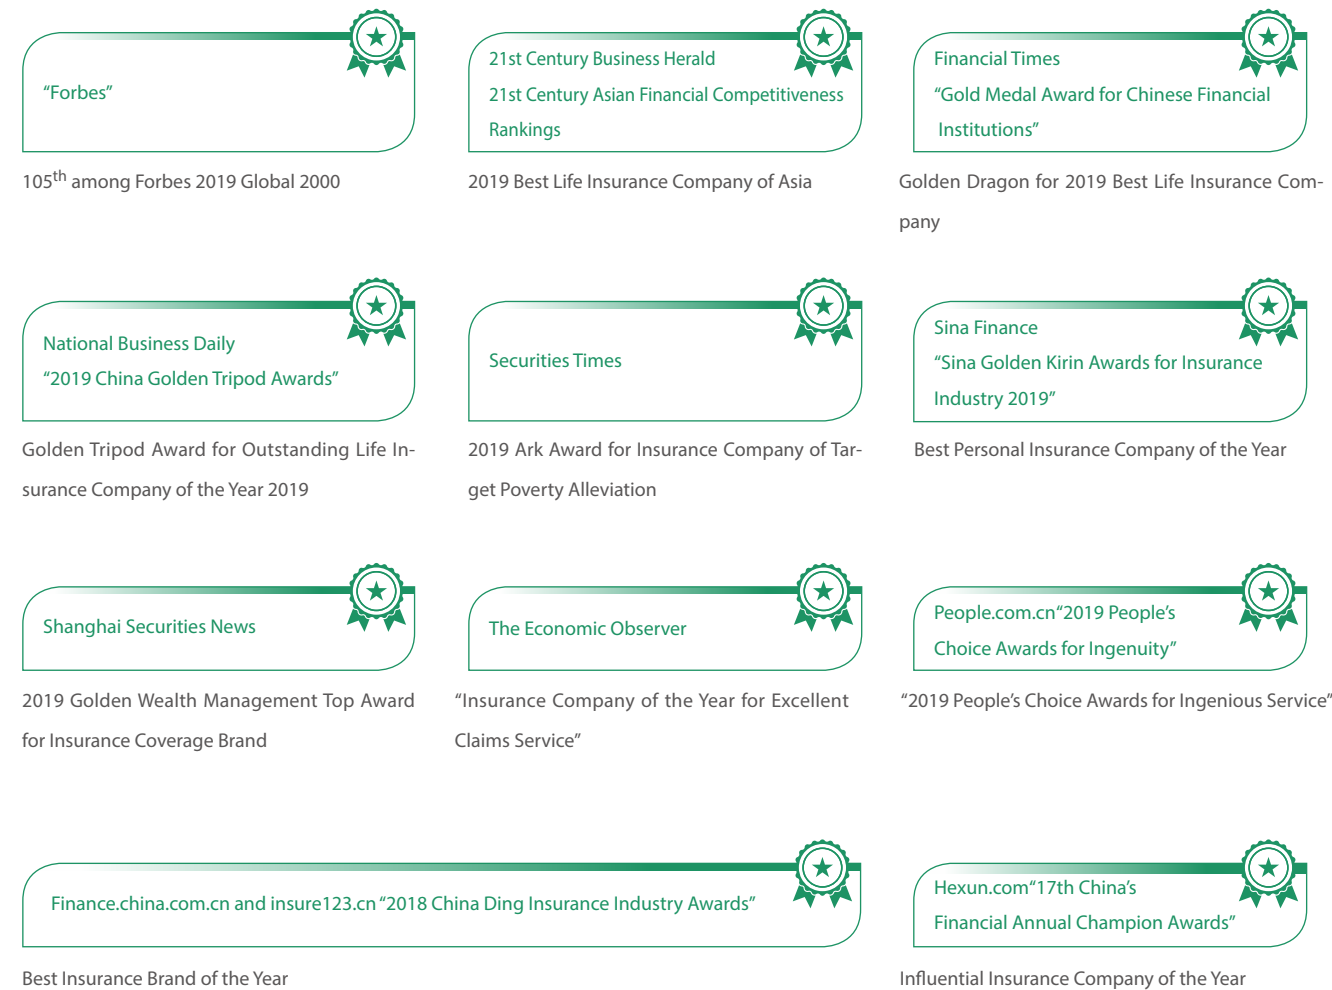 “Forbes”
105th among Forbes 2019 Global 2000
21st Century Business Herald
21st Century Asian Financial Competitiveness
Rankings
2019 Best Life Insurance Company of Asia
Financial Times
“Gold Medal Award for Chinese Financial
Institutions”
Golden Dragon for 2019 Best Life Insurance Com-
pany
National Business Daily
“2019 China Golden Tripod Awards”
Golden Tripod Award for Outstanding Life In-
surance Company of the Year 2019
Securities Times
2019 Ark Award for Insurance Company of Tar-
get Poverty Alleviation
Sina Finance
“Sina Golden Kirin Awards for Insurance
Industry 2019”
Best Personal Insurance Company of the Year
Shanghai Securities News
2019 Golden Wealth Management Top Award
for Insurance Coverage Brand
The Economic Observer
“Insurance Company of the Year for Excellent
Claims Service”
People.com.cn“2019 People’s
Choice Awards for Ingenuity”
“2019 People’s Choice Awards for Ingenious Service”
Finance.china.com.cn and insure123.cn “2018 China Ding Insurance Industry Awards”
Best Insurance Brand of the Year
Hexun.com“17th China’s
Financial Annual Champion Awards”
Influential Insurance Company of the Year